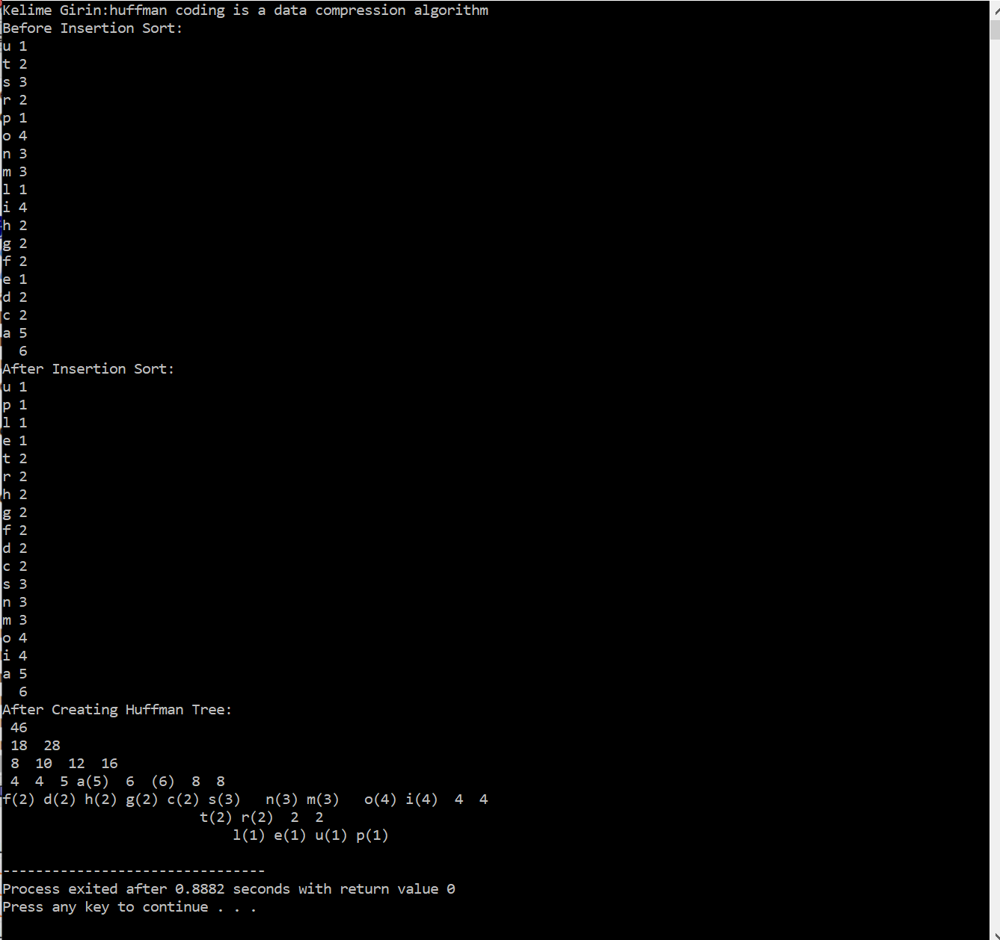 Kelime Girin:huffman coding is a data compression algorithm
Before Insertion Sort:
u 1
t 2
s 3
r 2
p 1
o 4
n 3
m 3
l 1
i 4
h 2
g 2
f 2
e 1
d 2
c 2
a 5
  6
After Insertion Sort:
u 1
p 1
l 1
e 1
t 2
r 2
h 2
g 2
f 2
d 2
c 2
s 3
n 3
m 3
o 4
i 4
a 5
  6
After Creating Huffman Tree:
 46
 18  28
 8  10  12  16
 4  4  5 a(5)  6  (6)  8  8
f(2) d(2) h(2) g(2) c(2) s(3)   n(3) m(3)   o(4) i(4)  4  4
                        t(2) r(2)  2  2
                            l(1) e(1) u(1) p(1)
--------------------------------
Process exited after 0.8882 seconds with return value 0
Press any key to continue . . .